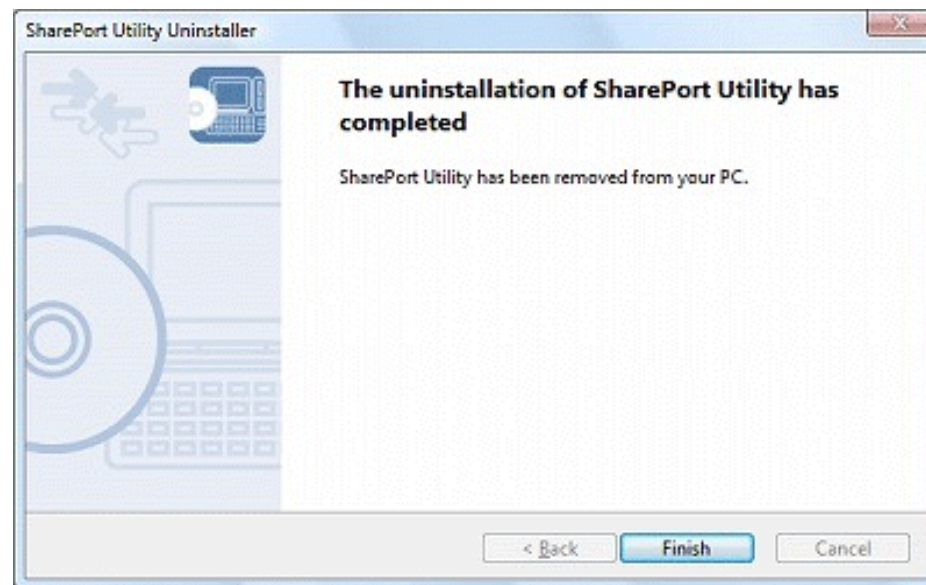 SharePort Utility Uninstaller
The uninstallation of SharePort Utility has
completed
SharePort Utility has been removed from your PC.
< Back
Finish
Cancel